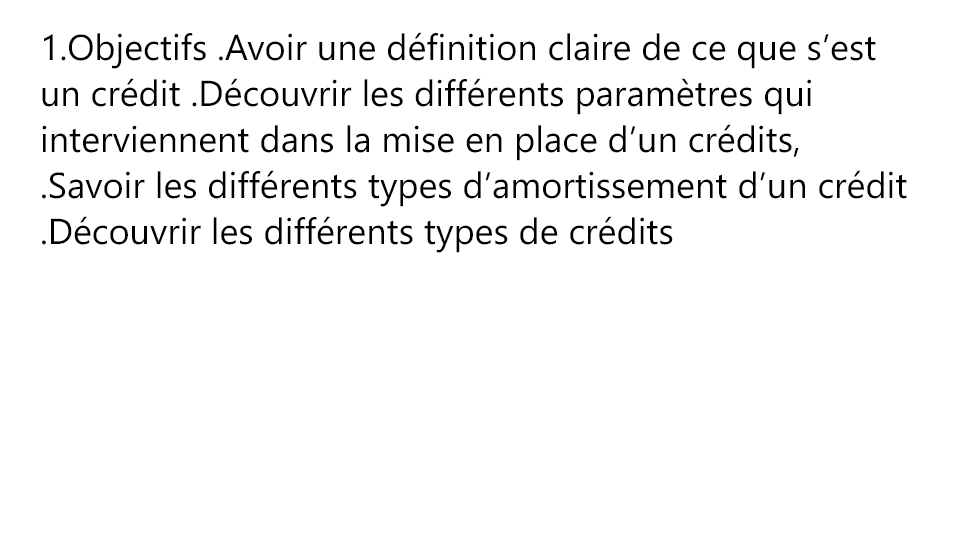 1.Objectifs .Avoir une définition claire de ce que s’est
un crédit .Découvrir les différents paramètres qui
interviennent dans la mise en place d’un crédits,
.Savoir les différents types d’amortissement d’un crédit
.Découvrir les différents types de crédits